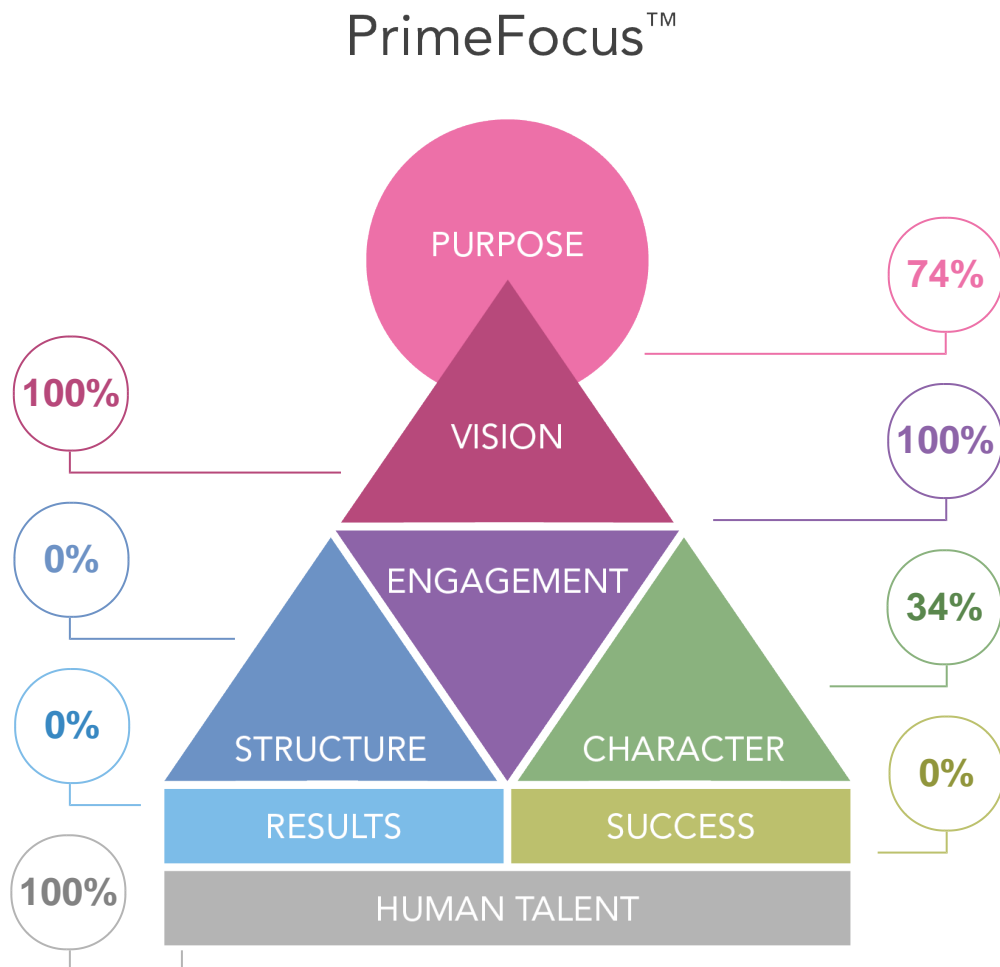 PrimeFocus™
PURPOSE
74%
100%
VISION
100%
0%
ENGAGEMENT
34%
0%
STRUCTURE
CHARACTER
0%
RESULTS
SUCCESS
100%
HUMAN TALENT